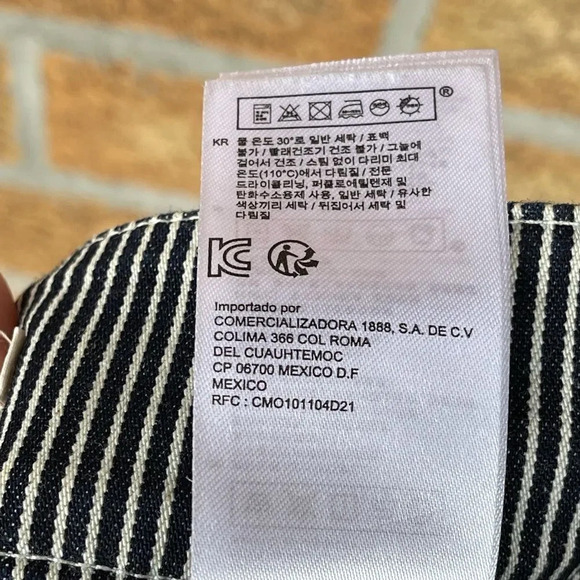 ®
KR 물 온도 30°로 일반 세탁 / 표백
불가 / 빨래건조기 건조 불가 / 그늘에
걸어서 건조 / 스팀 없이 다리미 최대
온도(110°C)에서 다림질 / 전문
드라이클리닝, 퍼클로에틸텐제 및
탄화수소용제 사용, 일반 세탁 / 유사한
색상끼리 세탁 / 뒤집어서 세탁 및
다림질
KC
Importado por
COMERCIALIZADORA 1888, S.A. DE C.V
COLIMA 366 COL ROMA
DEL CUAUHTEMOC
CP 06700 MEXICO D.F
MEXICO
RFC : CMO101104D21